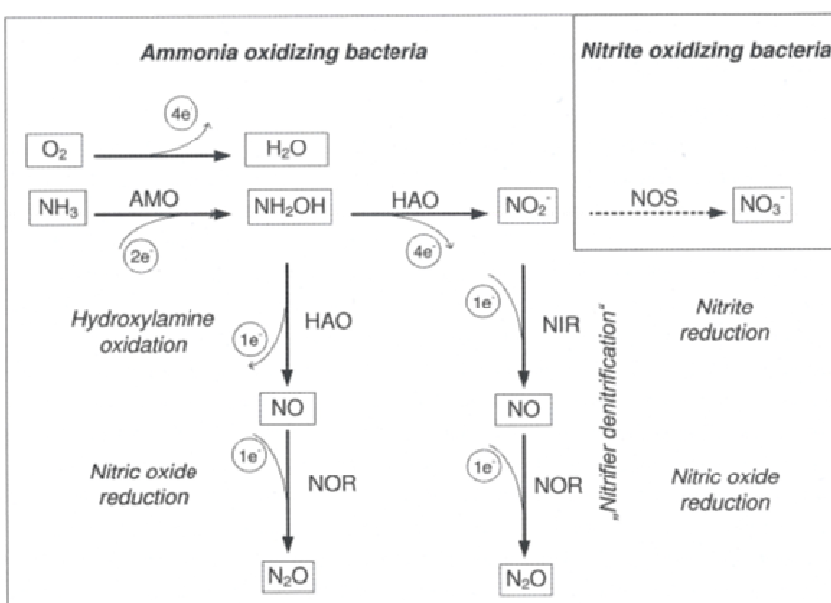 Ammonia oxidizing bacteria
Nitrite oxidizing bacteria
4e-
O2
H2O
NH3
AMO
NH2OH
HAO
NO2-
NOS
NO3-
2e-
4e-
Hydroxylamine
oxidation
1e-
HAO
1e-
NIR
„Nitrifier denitrification“
Nitrite
reduction
NO
NO
Nitric oxide
reduction
1e-
NOR
1e-
NOR
Nitric oxide
reduction
N2O
N2O